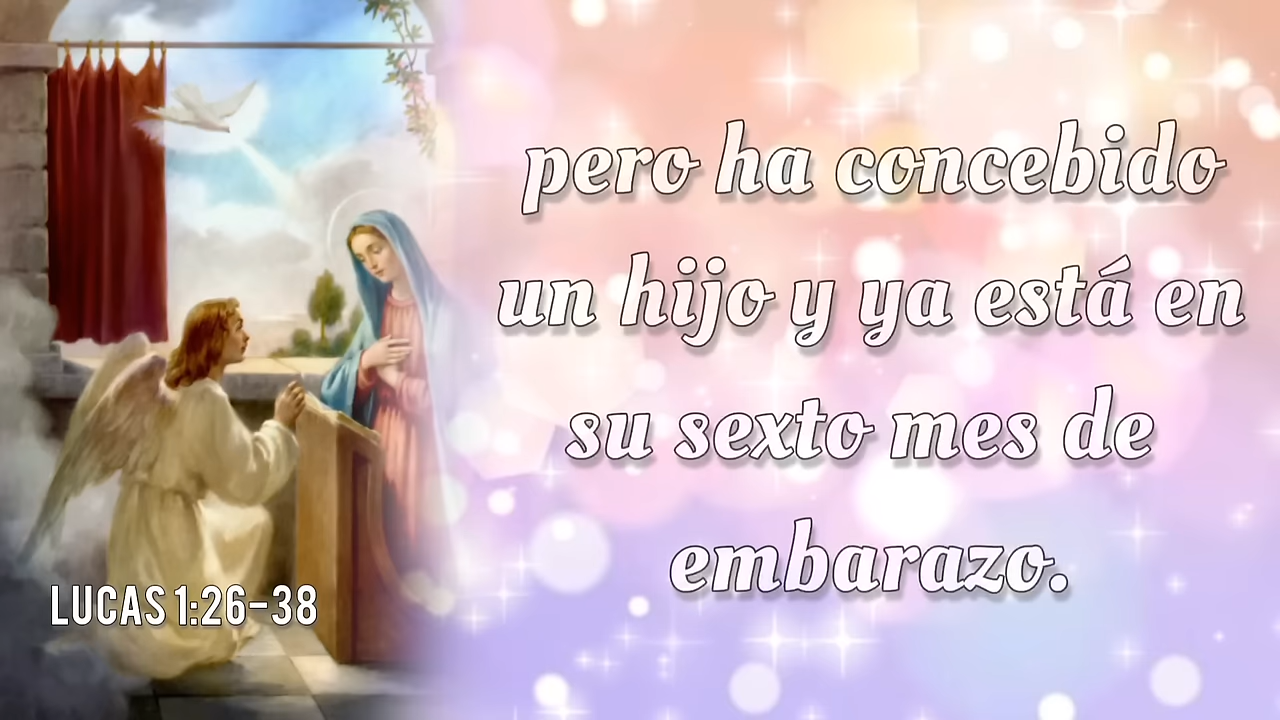 pero ha concebido
un hijo y ya está en
su sexto mes de
embarazo.
LUCAS 1:26-38